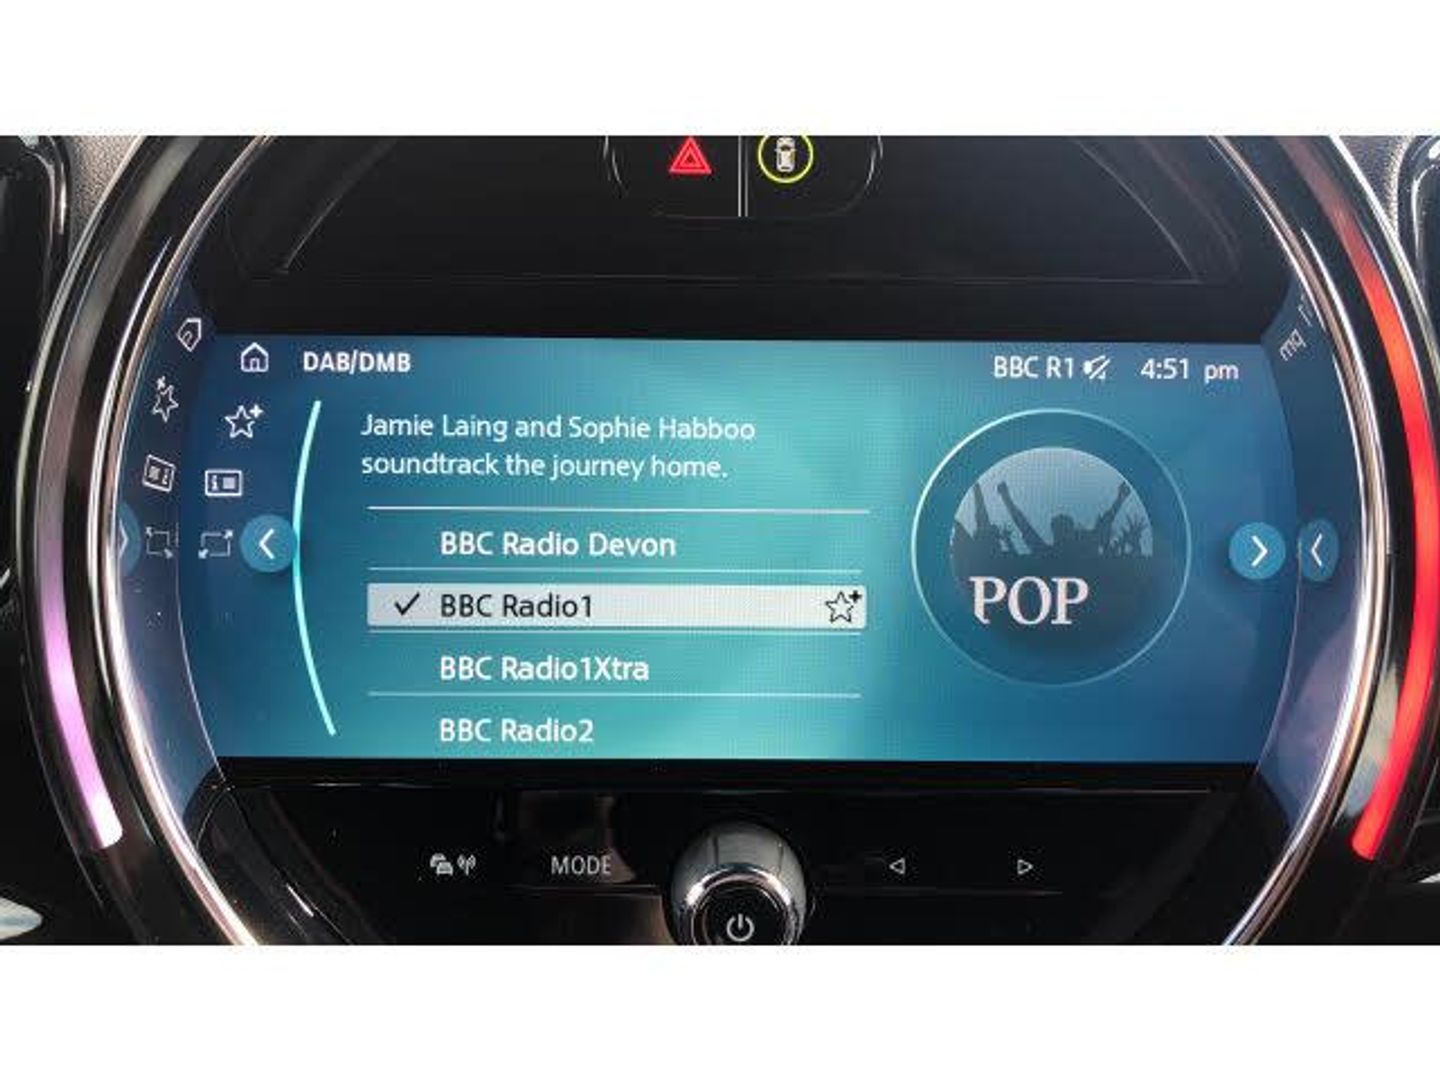 DAB/DMB
BBC R1 4:51 pm
Jamie Laing and Sophie Habboo
soundtrack the journey home.
BBC Radio Devon
BBC Radio1
BBC Radio1Xtra
BBC Radio2
POP
MODE